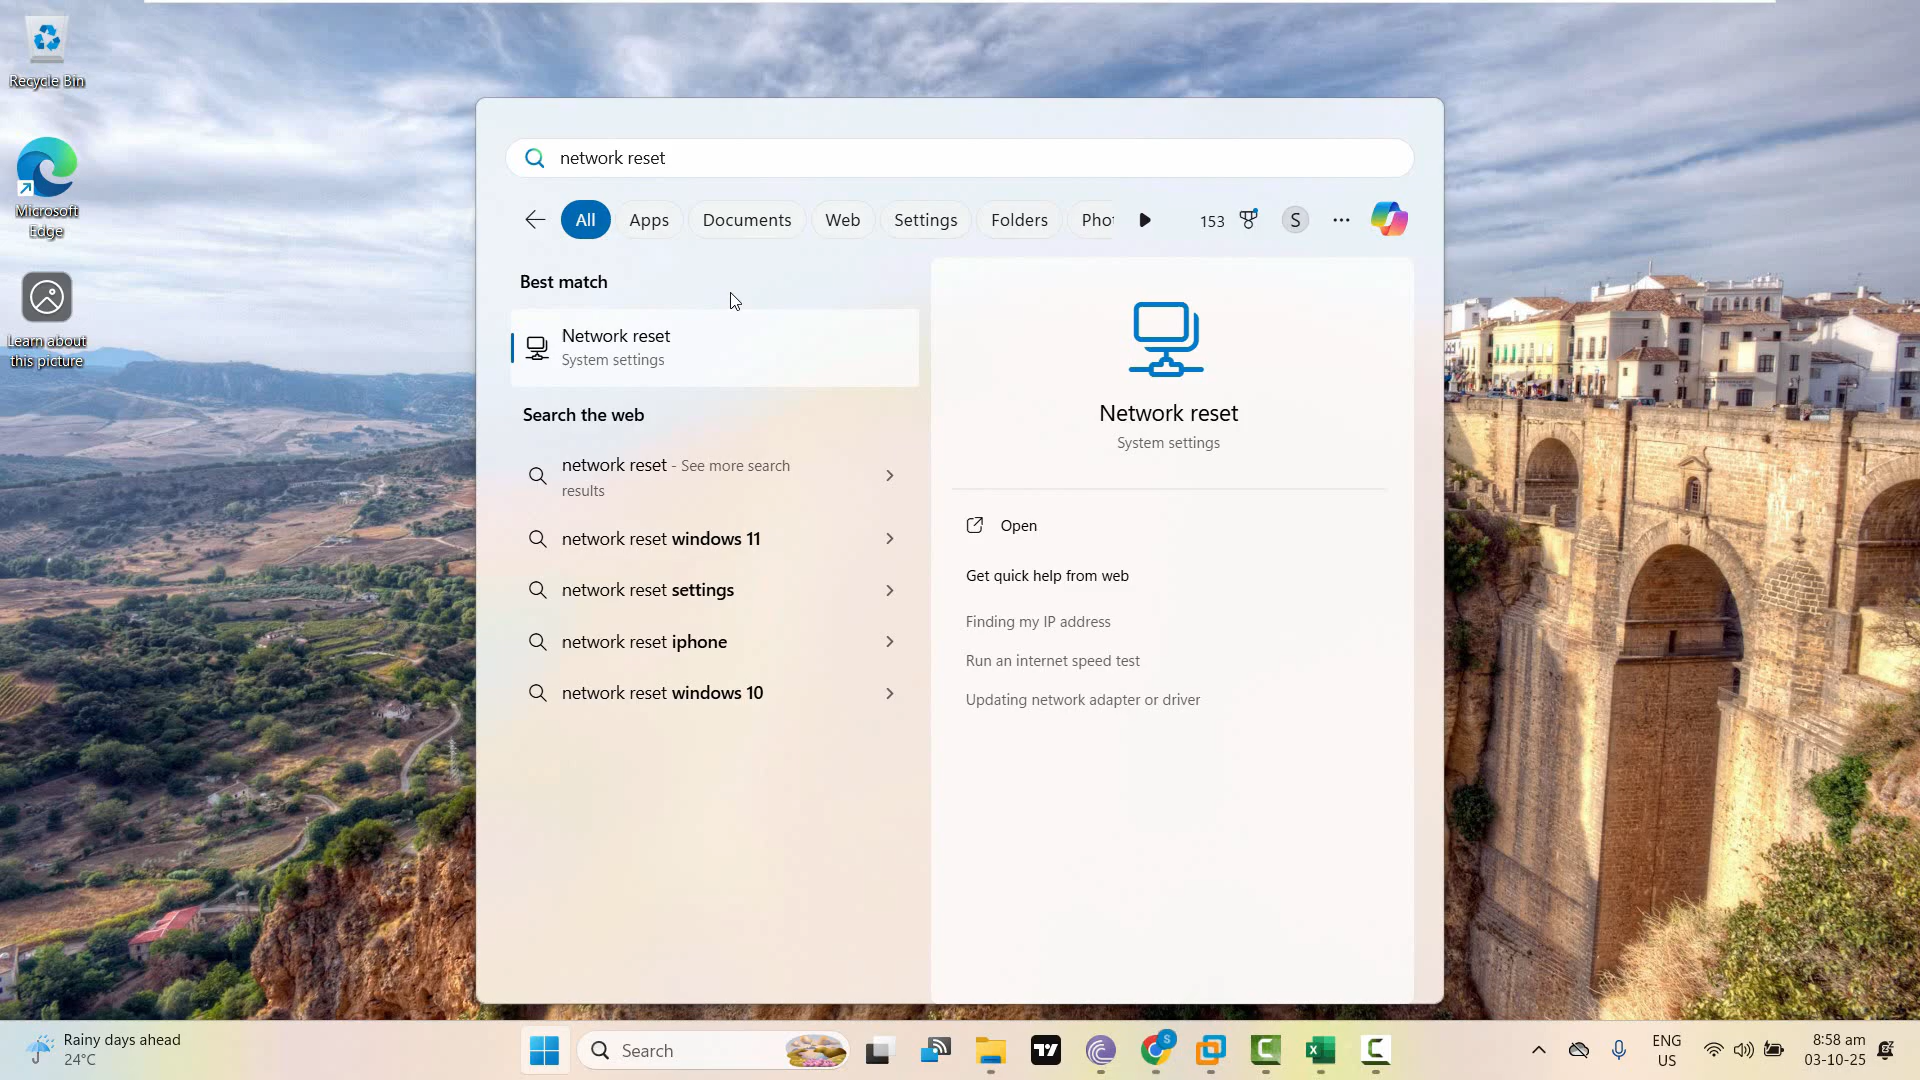 Recycle Bin
Microsoft
Edge
Learn about
this picture
network reset
All
Apps
Documents
Web
Settings
Folders
Phot
153
S
Best match
Network reset
System settings
Search the web
network reset - See more search
results
network reset windows 11
network reset settings
network reset iphone
network reset windows 10
Network reset
System settings
Open
Get quick help from web
Finding my IP address
Run an internet speed test
Updating network adapter or driver
Rainy days ahead
24°C
Search
S
ENG
US
8:58 am
03-10-25